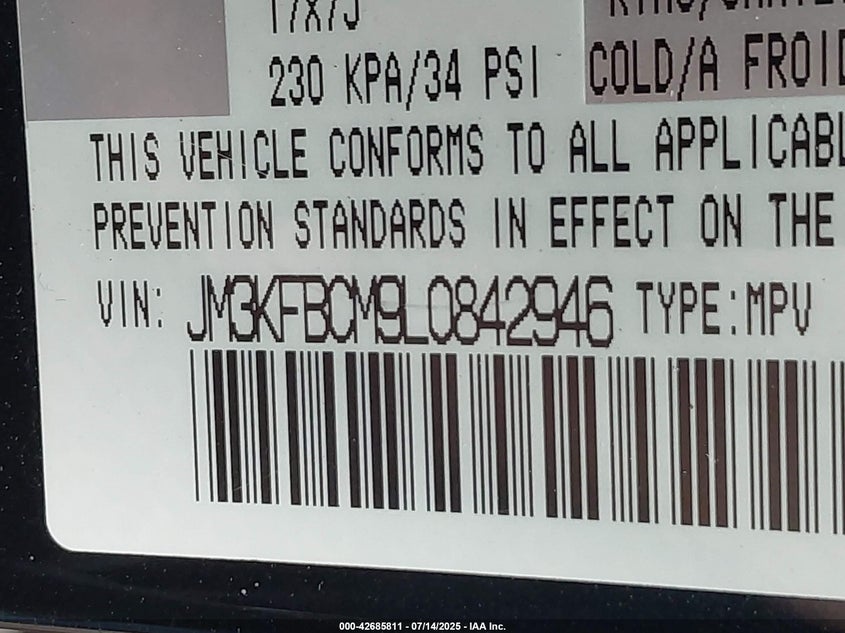 17X7J
230 KPA/34 PSI COLD/A FROID
THIS VEHICLE CONFORMS TO ALL
PREVENTION STANDARDS IN EFFECT ON THE
VIN: JM3KFBCM9L0842946 TYPE:MPV
000-42685811 - 07/14/2025 - IAA Inc.